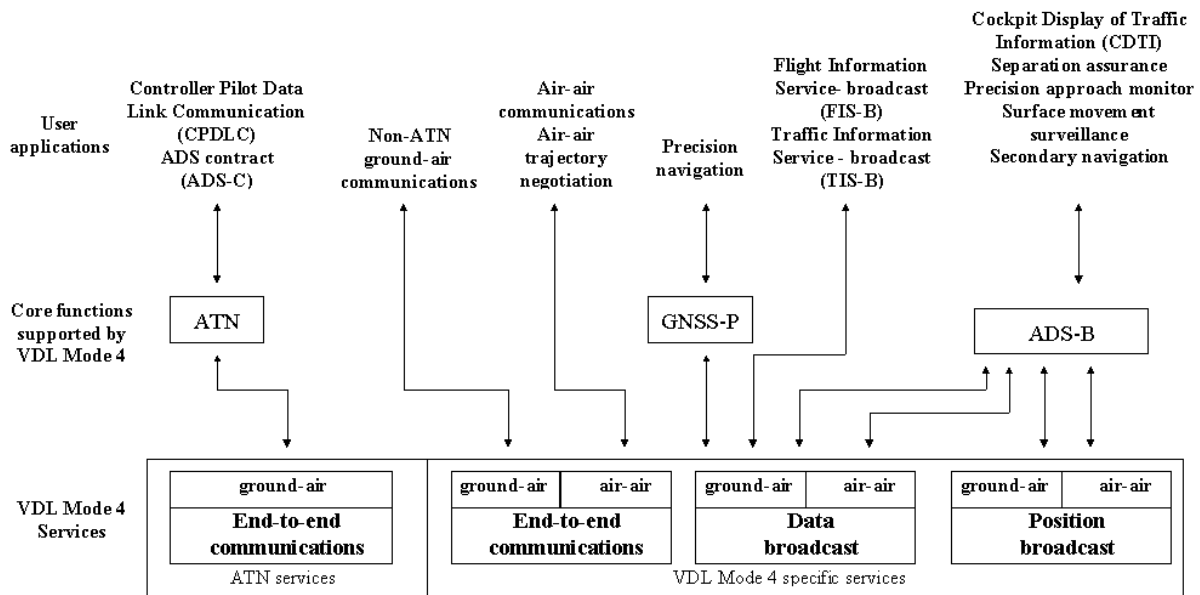 User
applications
Controller Pilot Data
Link Communication
(CPDLC)
ADS contract
(ADS-C)
Non-ATN
ground-air
communications
Air-air
communications
Air-air
trajectory
negotiation
Precision
navigation
Flight Information
Service- broadcast
(FIS-B)
Traffic Information
Service - broadcast
(TIS-B)
Cockpit Display of Traffic
Information (CDTI)
Separation assurance
Precision approach monitor
Surface movement
surveillance
Secondary navigation
Core functions
supported by
VDL Mode 4
ATN
GNSS-P
ADS-B
VDL Mode 4
Services
ground-air
End-to-end
communications
ATN services
ground-air
air-air
End-to-end
communications
ground-air
air-air
Data
broadcast
ground-air
air-air
Position
broadcast
VDL Mode 4 specific services